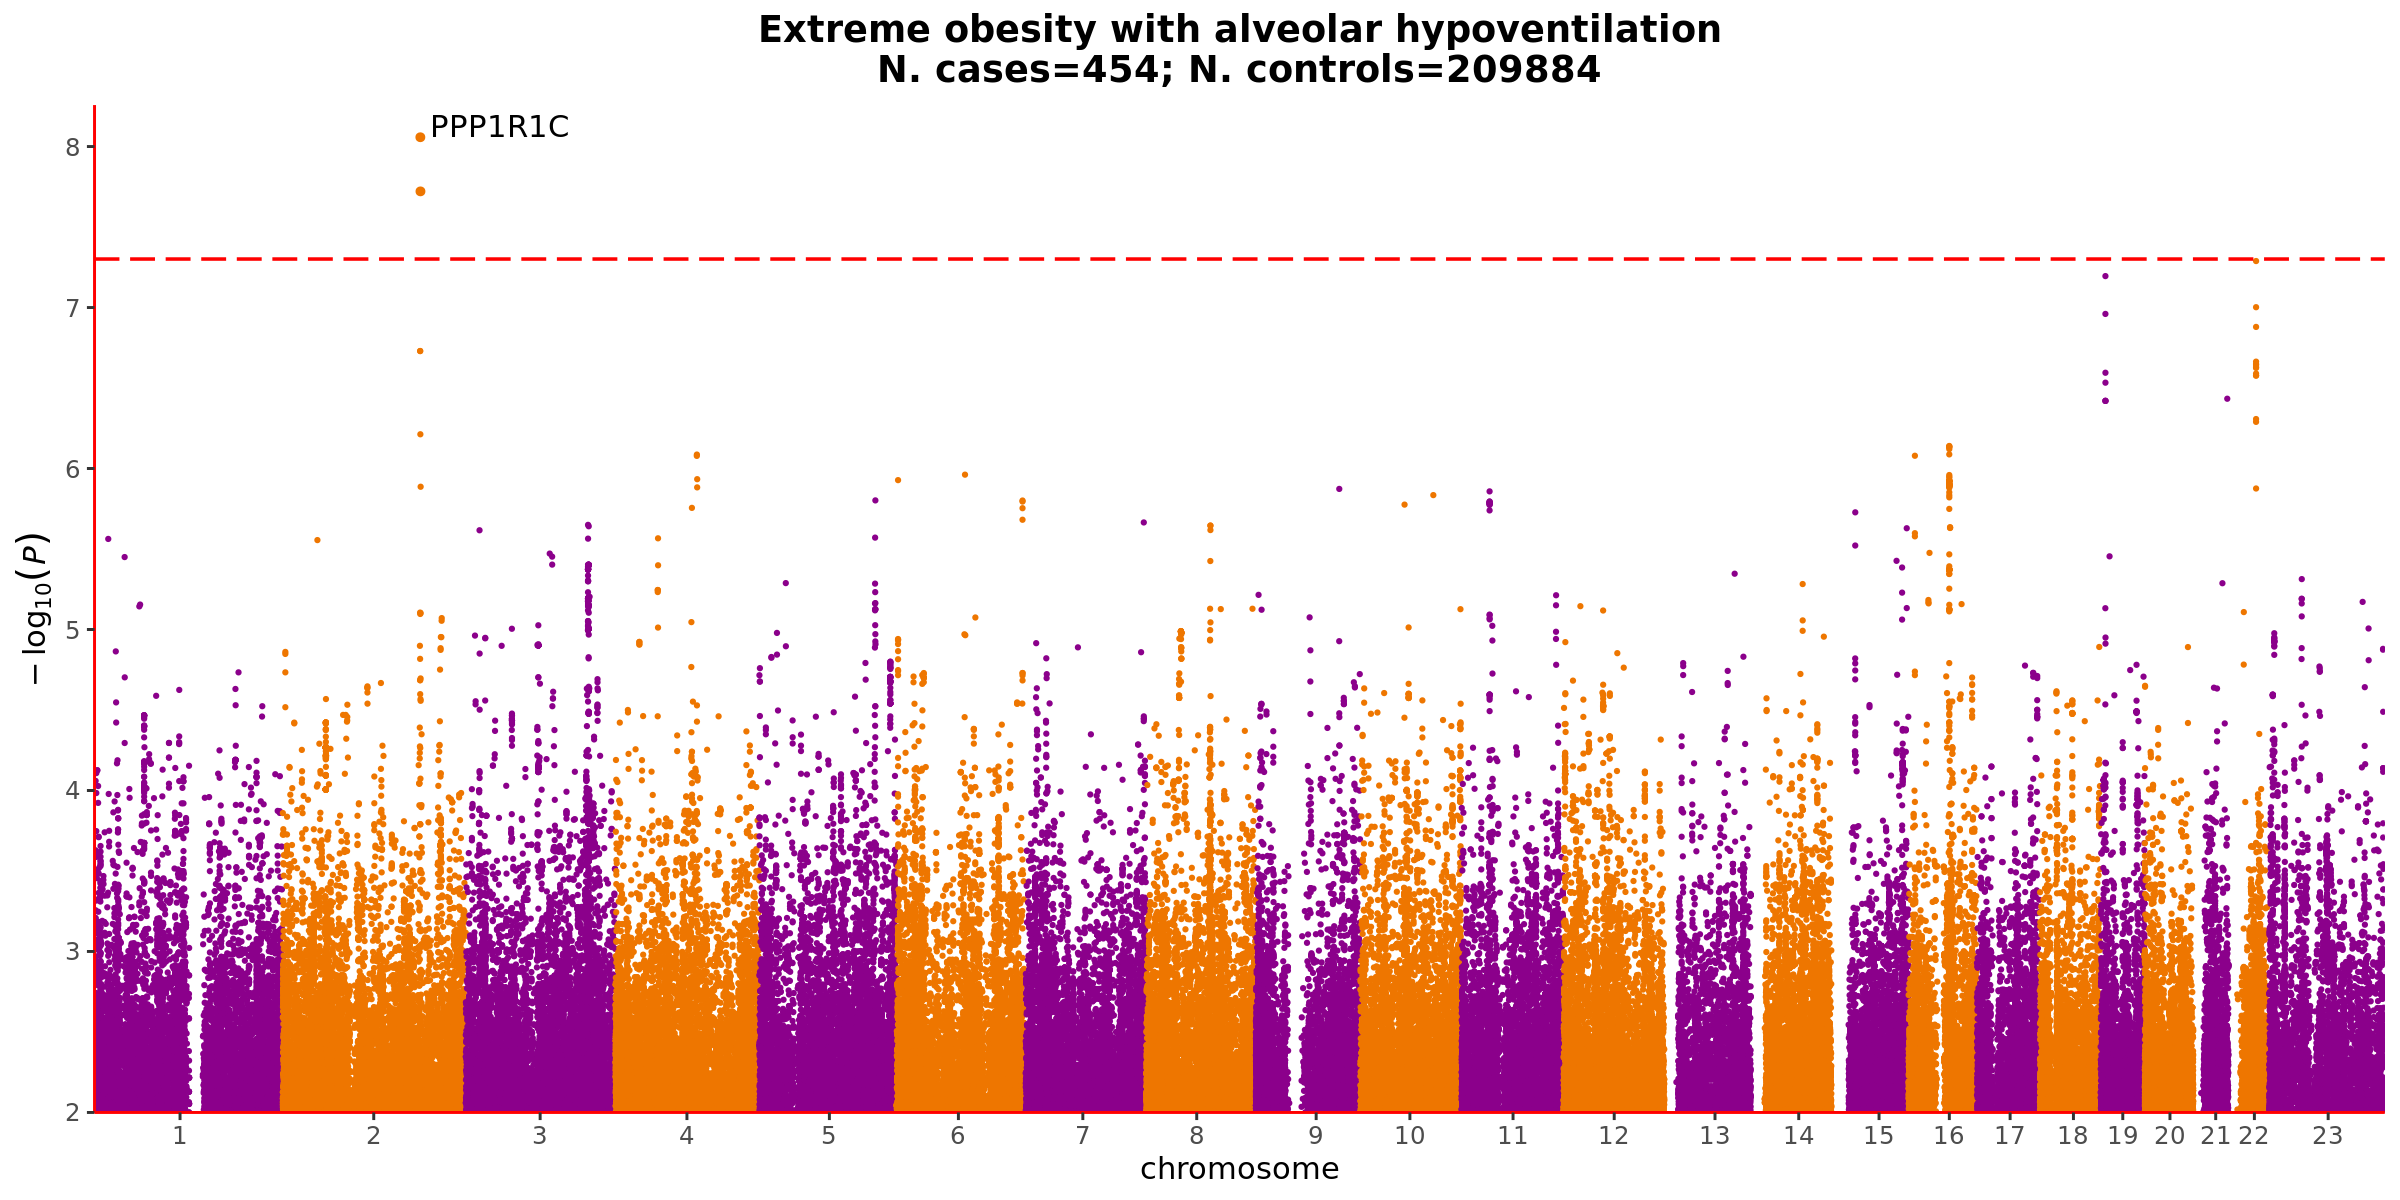 Extreme obesity with alveolar hypoventilation
N. cases=454; N. controls=209884
PPP1R1C
8
7
6
5
4
3
2
−log₁₀(P)
1 2 3 4 5 6 7 8 9 10 11 12 13 14 15 16 17 18 19 20 21 22 23
chromosome